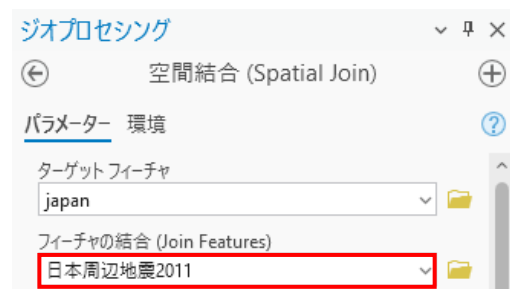 ジオプロセシング
空間結合 (Spatial Join)
パラメーター 環境
ターゲット フィーチャ
japan
フィーチャの結合 (Join Features)
日本周辺地震2011